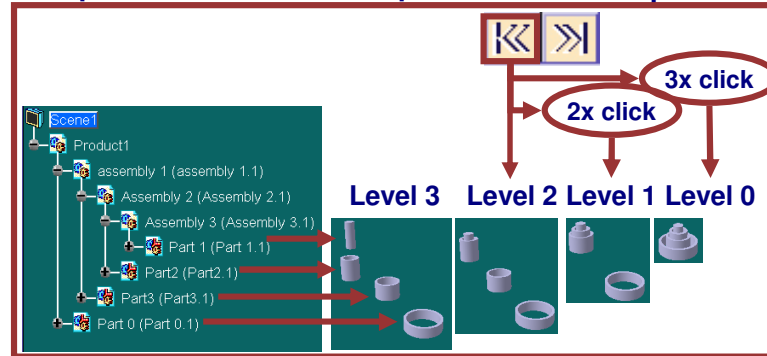 3x click
2x click
Scene1
Product1
assembly 1 (assembly 1.1)
Assembly 2 (Assembly 2.1)
Assembly 3 (Assembly 3.1)
Part 1 (Part 1.1)
Part2 (Part2.1)
Part3 (Part3.1)
Part 0 (Part 0.1)
Level 3 Level 2 Level 1 Level 0